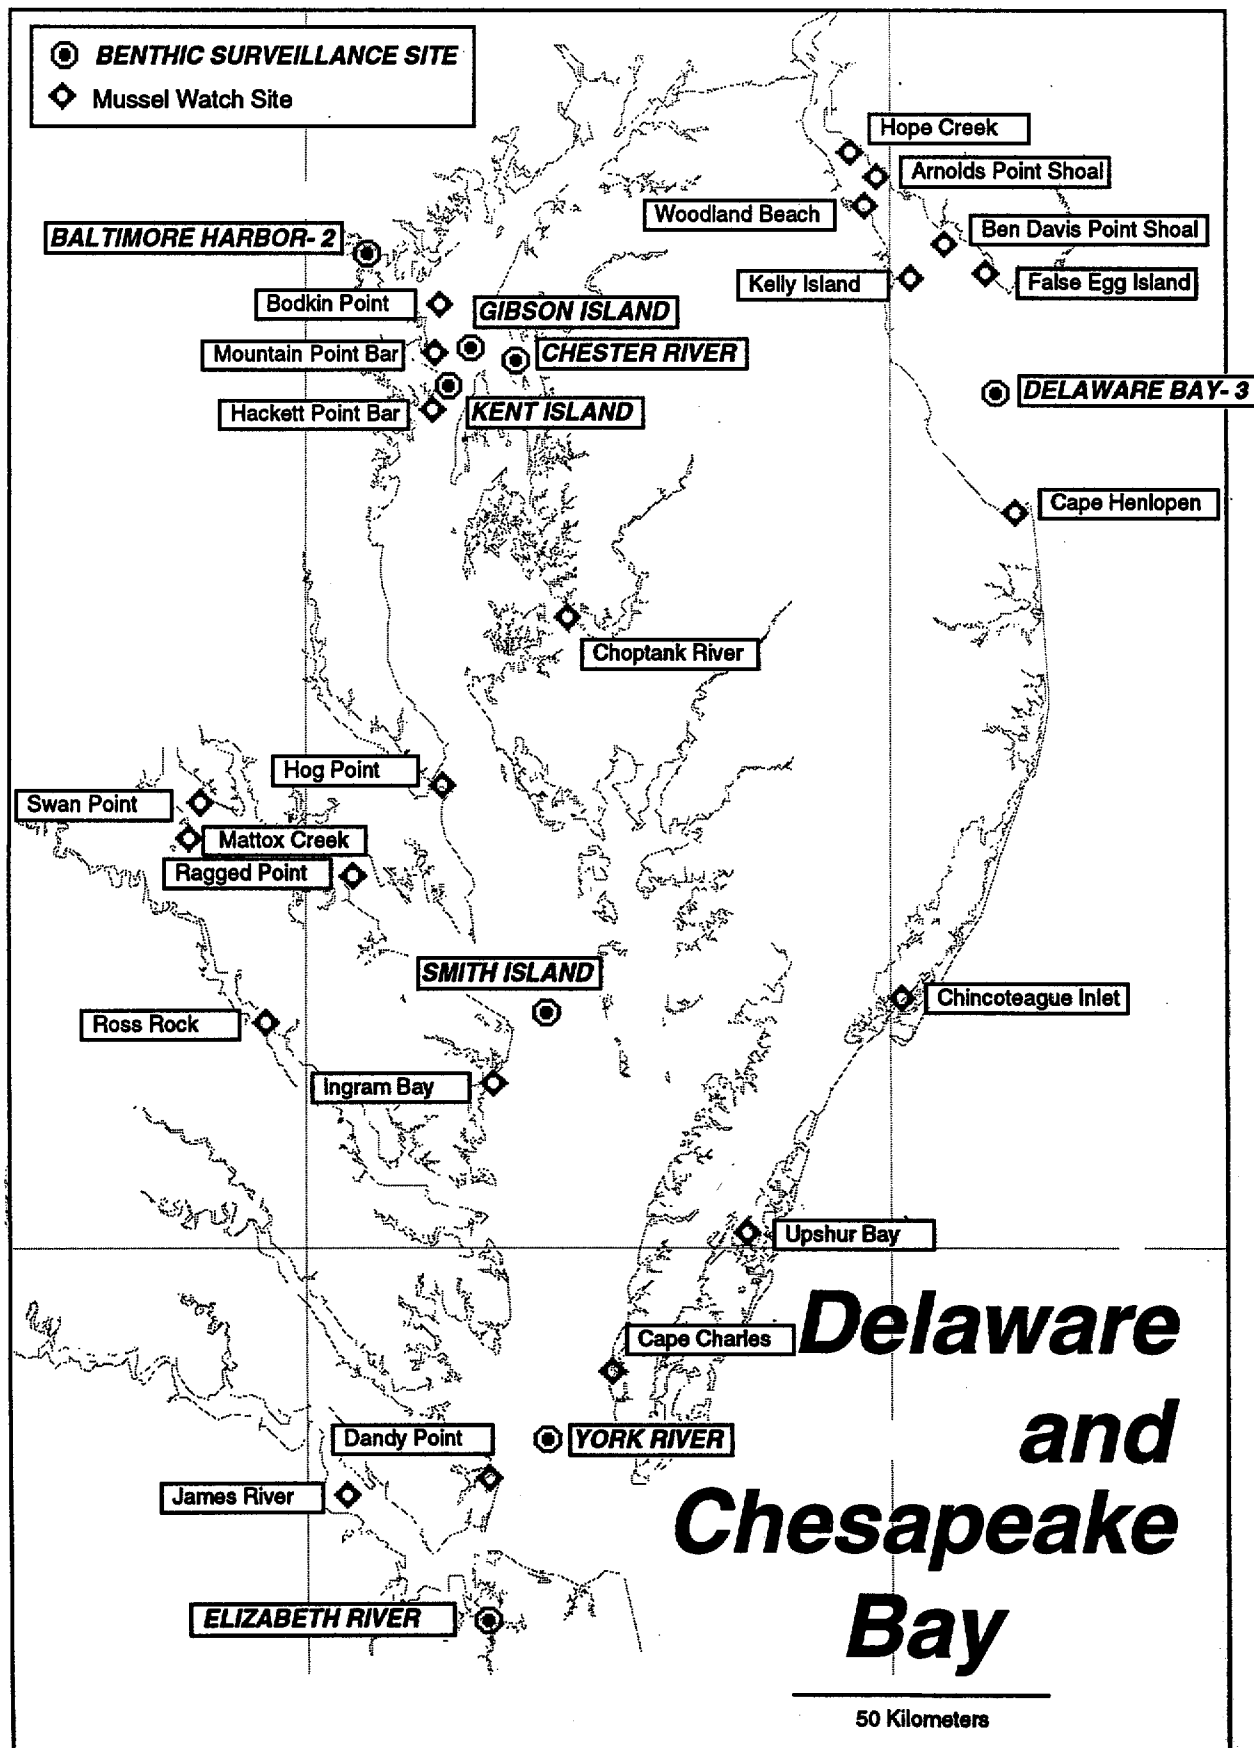 BENTHIC SURVEILLANCE SITE
Mussel Watch Site
Hope Creek
Arnolds Point Shoal
Woodland Beach
Ben Davis Point Shoal
BALTIMORE HARBOR- 2
Kelly Island
False Egg Island
Bodkin Point
GIBSON ISLAND
Mountain Point Bar
CHESTER RIVER
DELAWARE BAY- 3
Hackett Point Bar
KENT ISLAND
Cape Henlopen
Choptank River
Hog Point
Swan Point
Mattox Creek
Ragged Point
SMITH ISLAND
Chincoteague Inlet
Ross Rock
Ingram Bay
Upshur Bay
Cape Charles
Dandy Point
YORK RIVER
James River
ELIZABETH RIVER
Delaware
and
Chesapeake
Bay
50 Kilometers